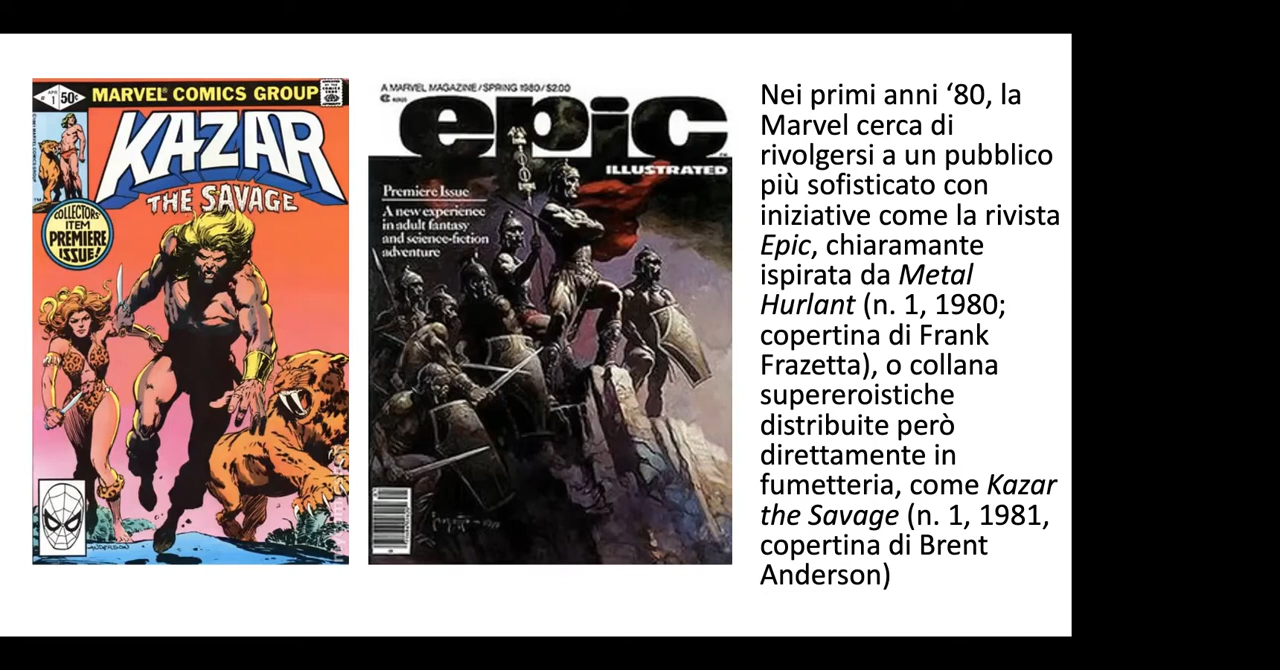 APR
1
50¢
MARVEL® COMICS GROUP
KAZAR
THE SAVAGE
COLLECTORS'
ITEM
PREMIERE
ISSUE!
ANDERSON
A MARVEL MAGAZINE/SPRING 1980/$2.00
epic
ILLUSTRATED
Premiere Issue
A new experience
in adult fantasy
and science-fiction
adventure
Nei primi anni ‘80, la
Marvel cerca di
rivolgersi a un pubblico
più sofisticato con
iniziative come la rivista
Epic, chiaramante
ispirata da Metal
Hurlant (n. 1, 1980;
copertina di Frank
Frazetta), o collana
supereroistiche
distribuite però
direttamente in
fumetteria, come Kazar
the Savage (n. 1, 1981,
copertina di Brent
Anderson)